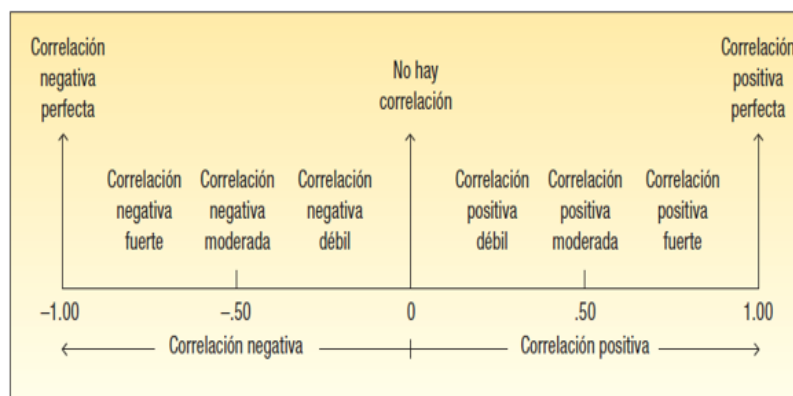 Correlación
negativa
perfecta
No hay
correlación
Correlación
positiva
perfecta
Correlación
negativa
fuerte
Correlación
negativa
moderada
Correlación
negativa
débil
Correlación
positiva
débil
Correlación
positiva
moderada
Correlación
positiva
fuerte
–1.00
–.50
0
.50
1.00
Correlación negativa
Correlación positiva